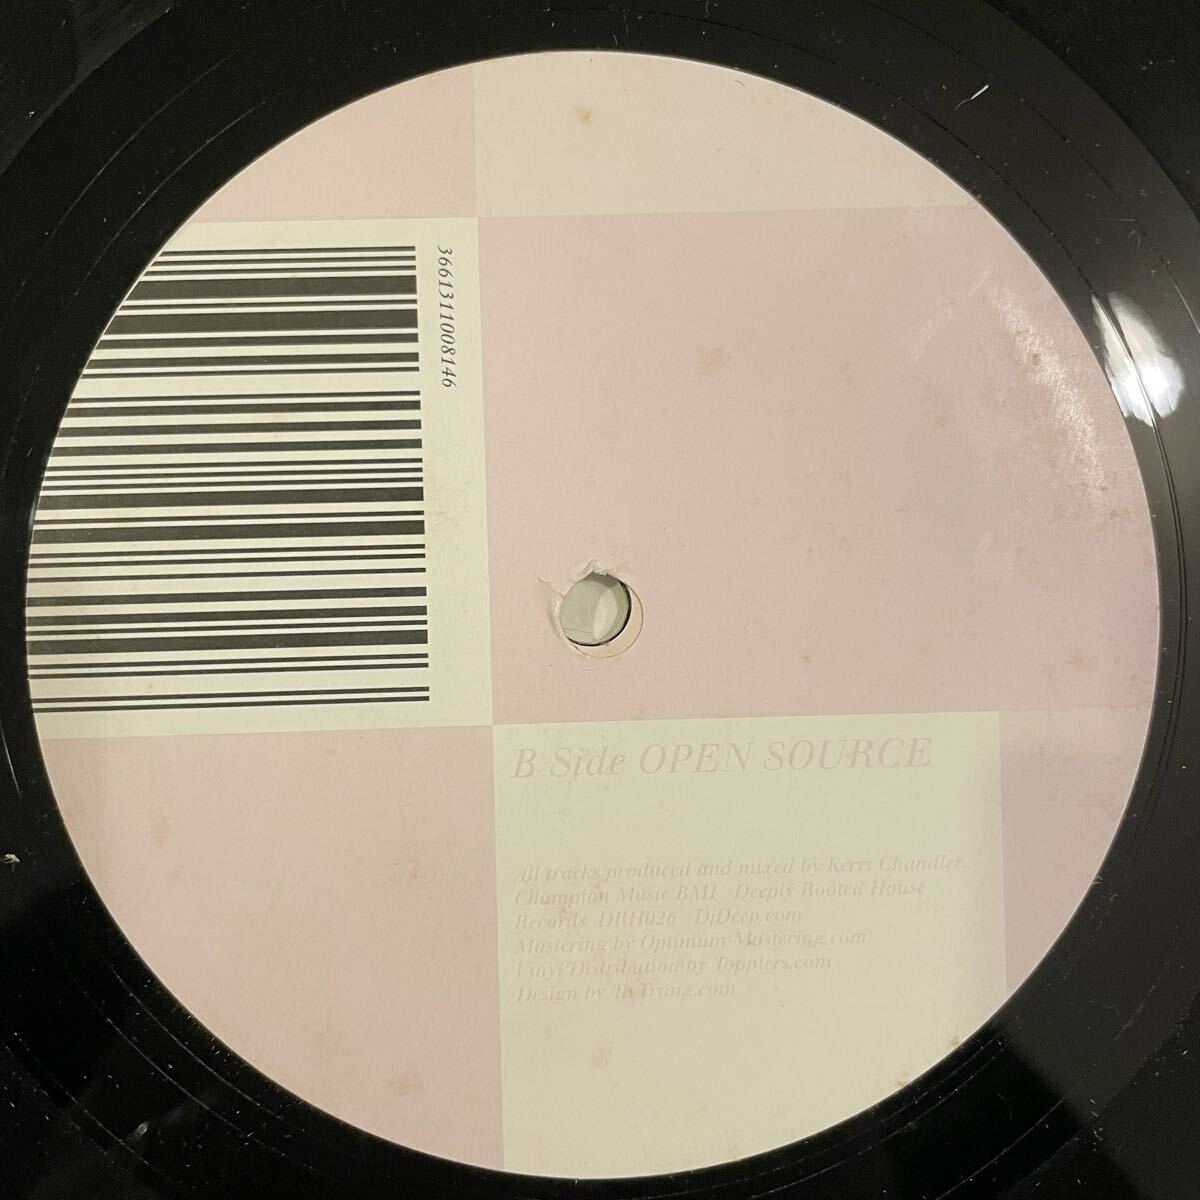 3661311008146
B Side OPEN SOURCE
All tracks produced and mixed by Kerri Chandler.
Champion Music BMI Deeply Rooted House
Records DRH026 DjDeep.com
Mastering by Optimum-Mastering.com
Vinyl Distribution by Topplers.com
Design by To Trung.com